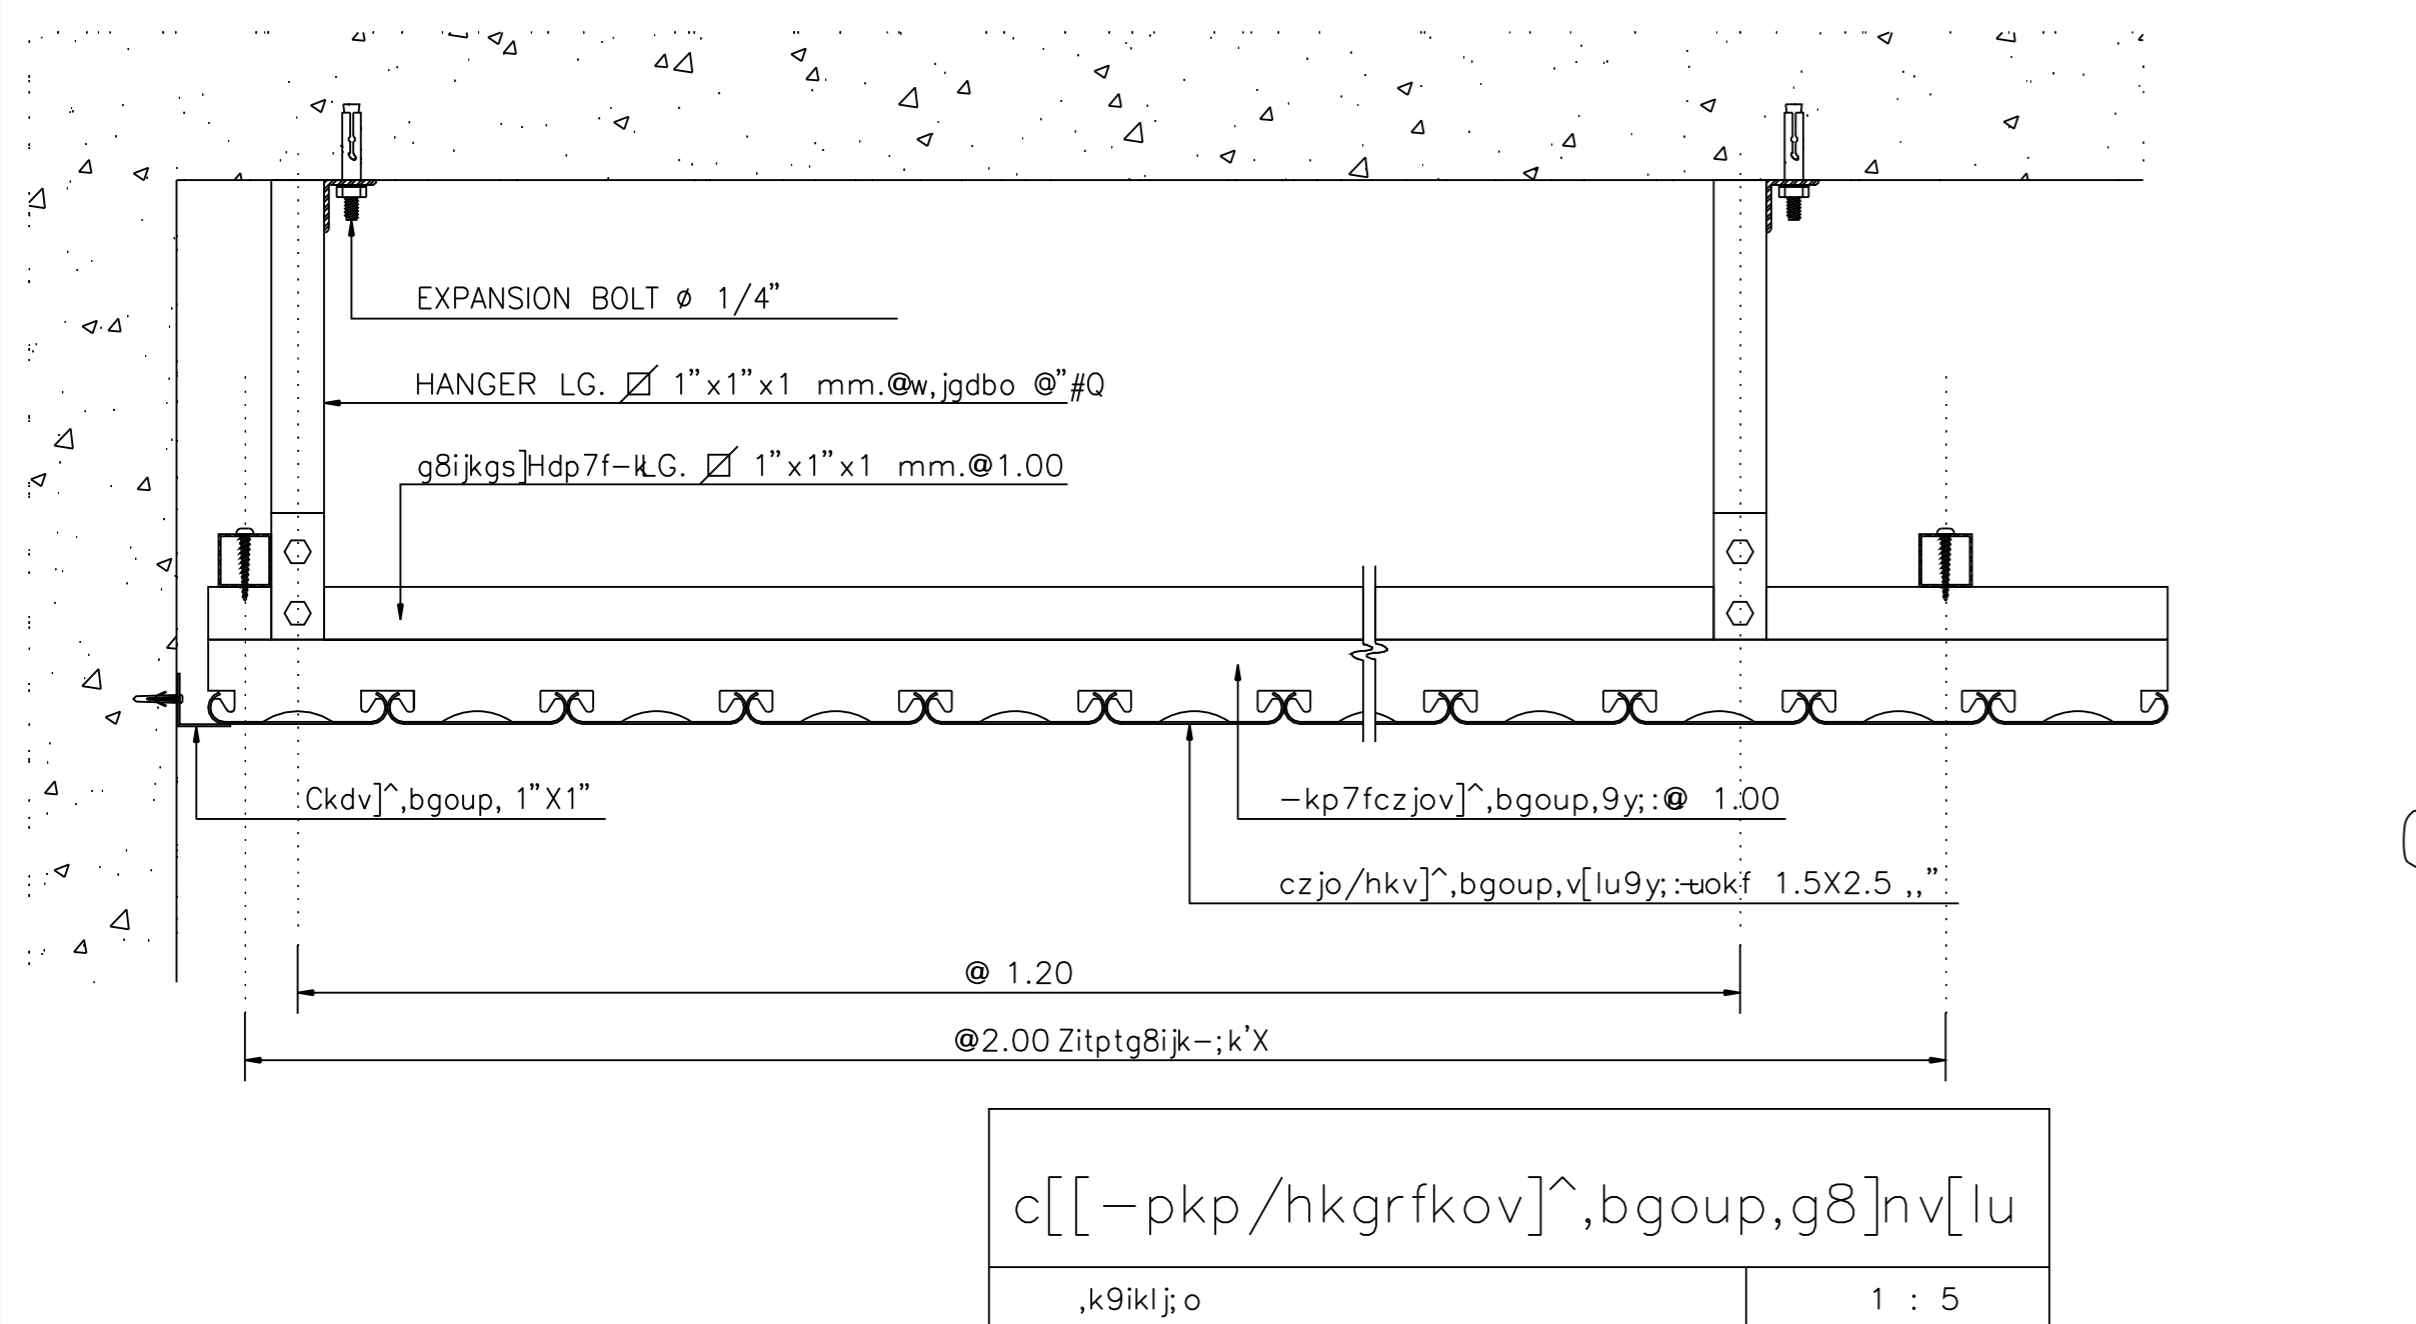 EXPANSION BOLT ø 1/4"
HANGER LG. 1"x1"x1 mm.@w,jgdbo @"#Q
g8ijkgs]Hdp7f-kLG. 1"x1"x1 mm.@1.00
Ckdv]^,bgoup, 1"X1"
-kp7fczjov]^,bgoup,9y;:@ 1.00
czjo/hkv]^,bgoup,v[lu9y;:-uokf 1.5X2.5 ,,"
@ 1.20
@2.00 Zitptg8ijk-;k'X
c[[-pkp/hkgrfkov]^,bgoup,g8]nv[lu
,k9iklj;o
1 : 5